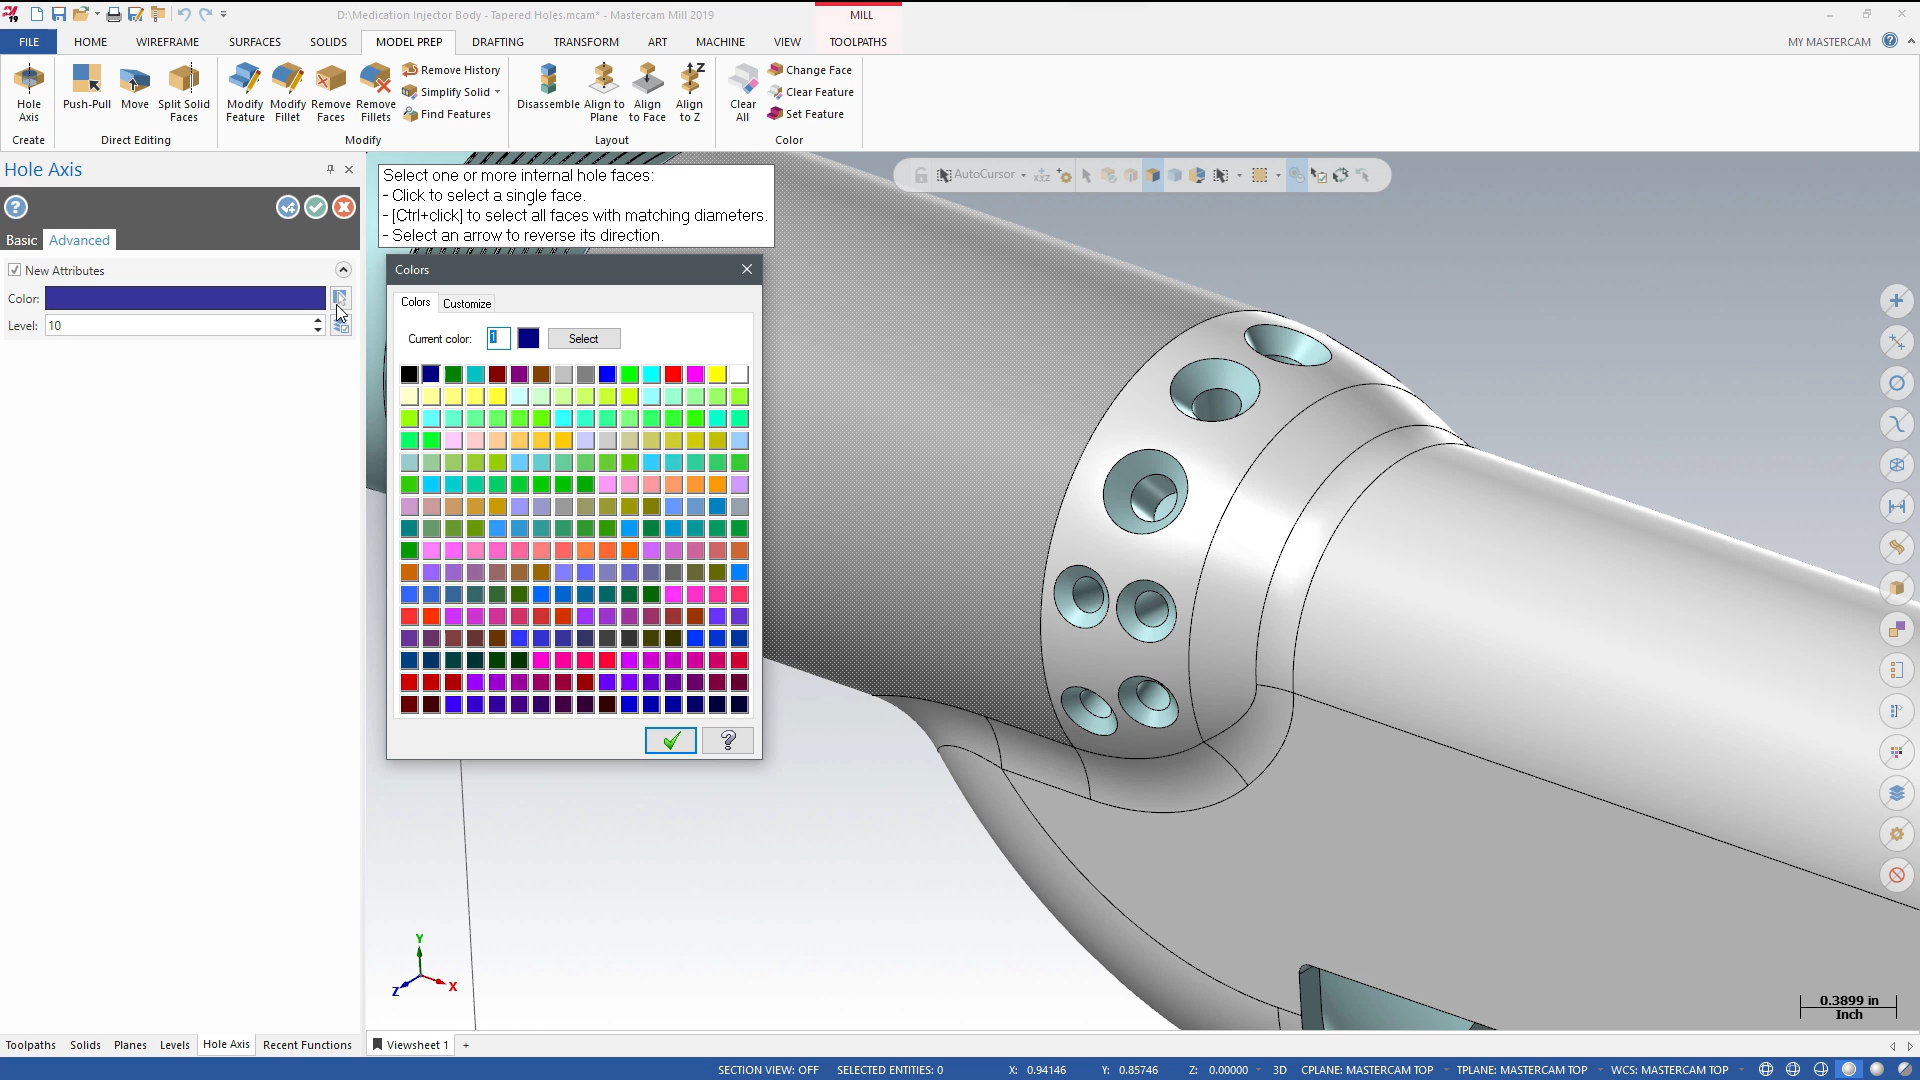 19
D:\Medication Injector Body - Tapered Holes.mcam* - Mastercam Mill 2019
MILL
FILE
HOME
WIREFRAME
SURFACES
SOLIDS
MODEL PREP
DRAFTING
TRANSFORM
ART
MACHINE
VIEW
TOOLPATHS
MY MASTERCAM
Hole Axis
Push-Pull
Move
Split Solid Faces
Modify Feature
Modify Fillet
Remove Faces
Remove Fillets
Remove History
Simplify Solid
Find Features
Disassemble
Align to Plane
Align to Face
Align to Z
Clear All
Change Face
Clear Feature
Set Feature
Create
Direct Editing
Modify
Layout
Color
Hole Axis
Basic
Advanced
New Attributes
Color:
Level: 10
Select one or more internal hole faces:
- Click to select a single face.
- [Ctrl+click] to select all faces with matching diameters.
- Select an arrow to reverse its direction.
AutoCursor
Colors
Colors
Customize
Current color: 1
Select
Y
X
Z
0.3899 in
Inch
Toolpaths
Solids
Planes
Levels
Hole Axis
Recent Functions
Viewsheet 1
+
SECTION VIEW: OFF
SELECTED ENTITIES: 0
X: 0.94146
Y: 0.85746
Z: 0.00000
3D
CPLANE: MASTERCAM TOP
TPLANE: MASTERCAM TOP
WCS: MASTERCAM TOP